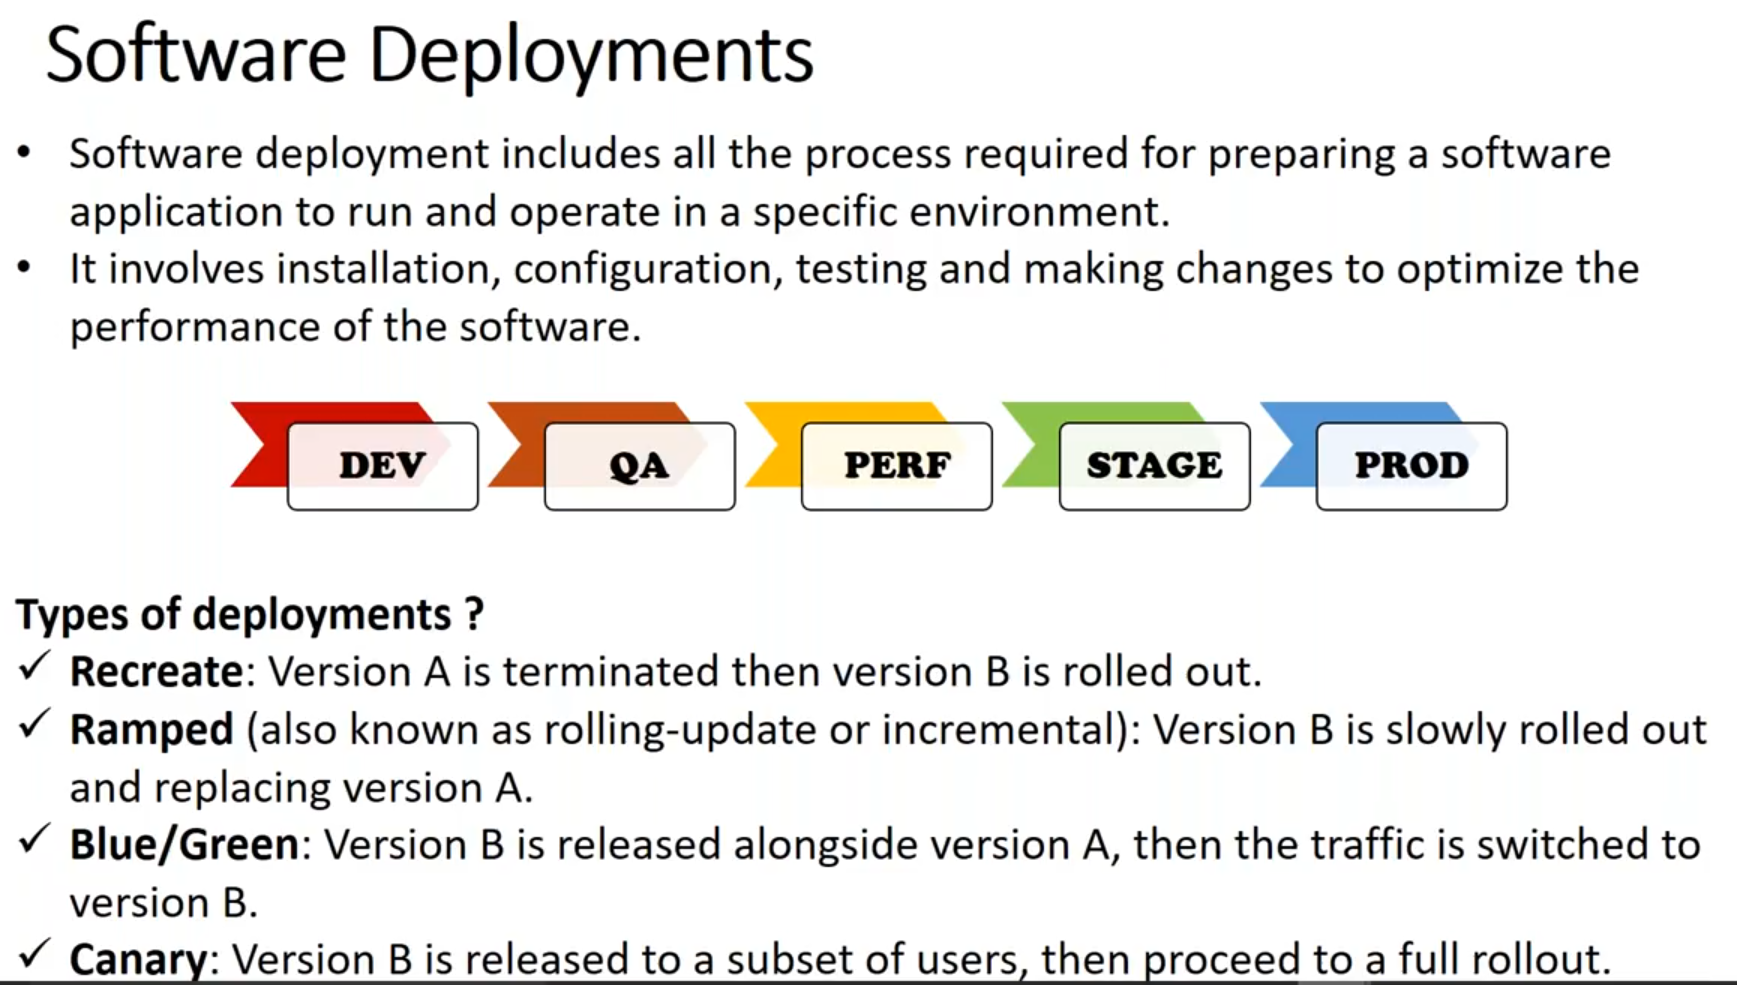 Software Deployments
• Software deployment includes all the process required for preparing a software
application to run and operate in a specific environment.
• It involves installation, configuration, testing and making changes to optimize the
performance of the software.
DEV QA PERF STAGE PROD
Types of deployments ?
✓ Recreate: Version A is terminated then version B is rolled out.
✓ Ramped (also known as rolling-update or incremental): Version B is slowly rolled out
and replacing version A.
✓ Blue/Green: Version B is released alongside version A, then the traffic is switched to
version B.
✓ Canary: Version B is released to a subset of users, then proceed to a full rollout.